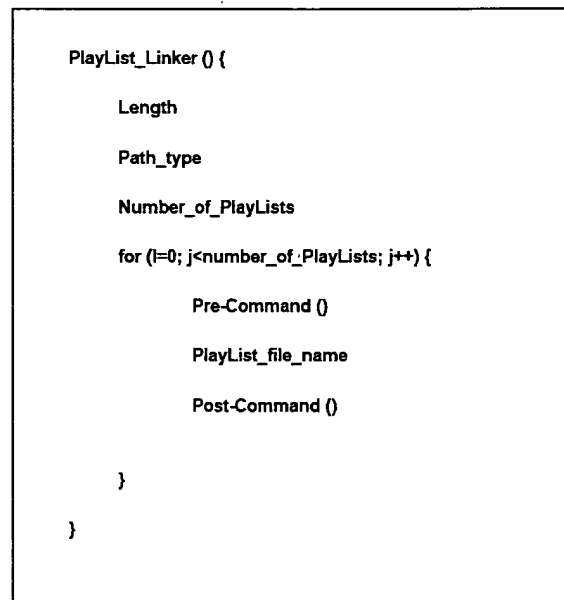 PlayList_Linker () {
Length
Path_type
Number_of_PlayLists
for (I=0; j<number_of_PlayLists; j++) {
Pre-Command ()
PlayList_file_name
Post-Command ()
}
}